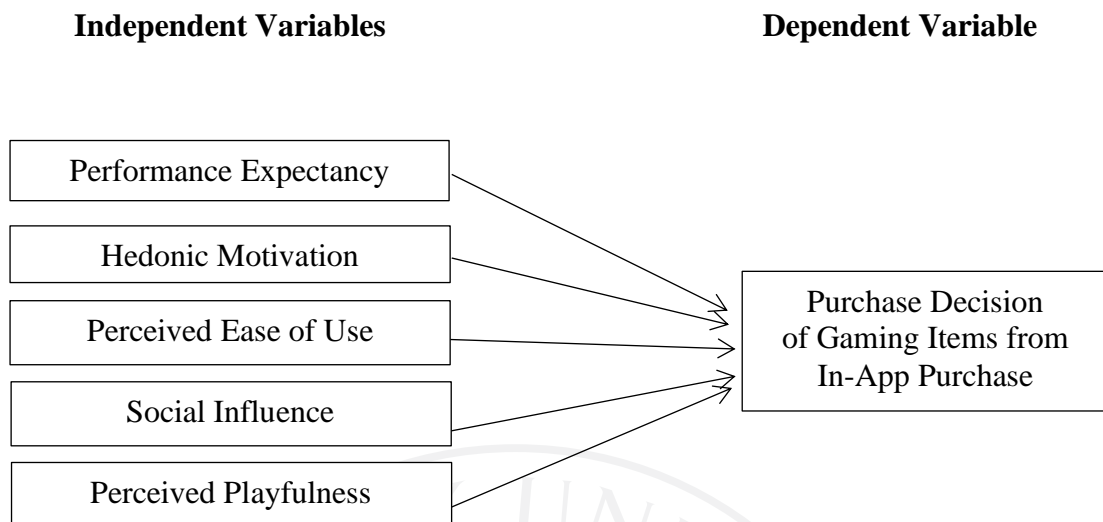 Independent Variables
Dependent Variable
Performance Expectancy
Hedonic Motivation
Perceived Ease of Use
Social Influence
Perceived Playfulness
Purchase Decision
of Gaming Items from
In-App Purchase